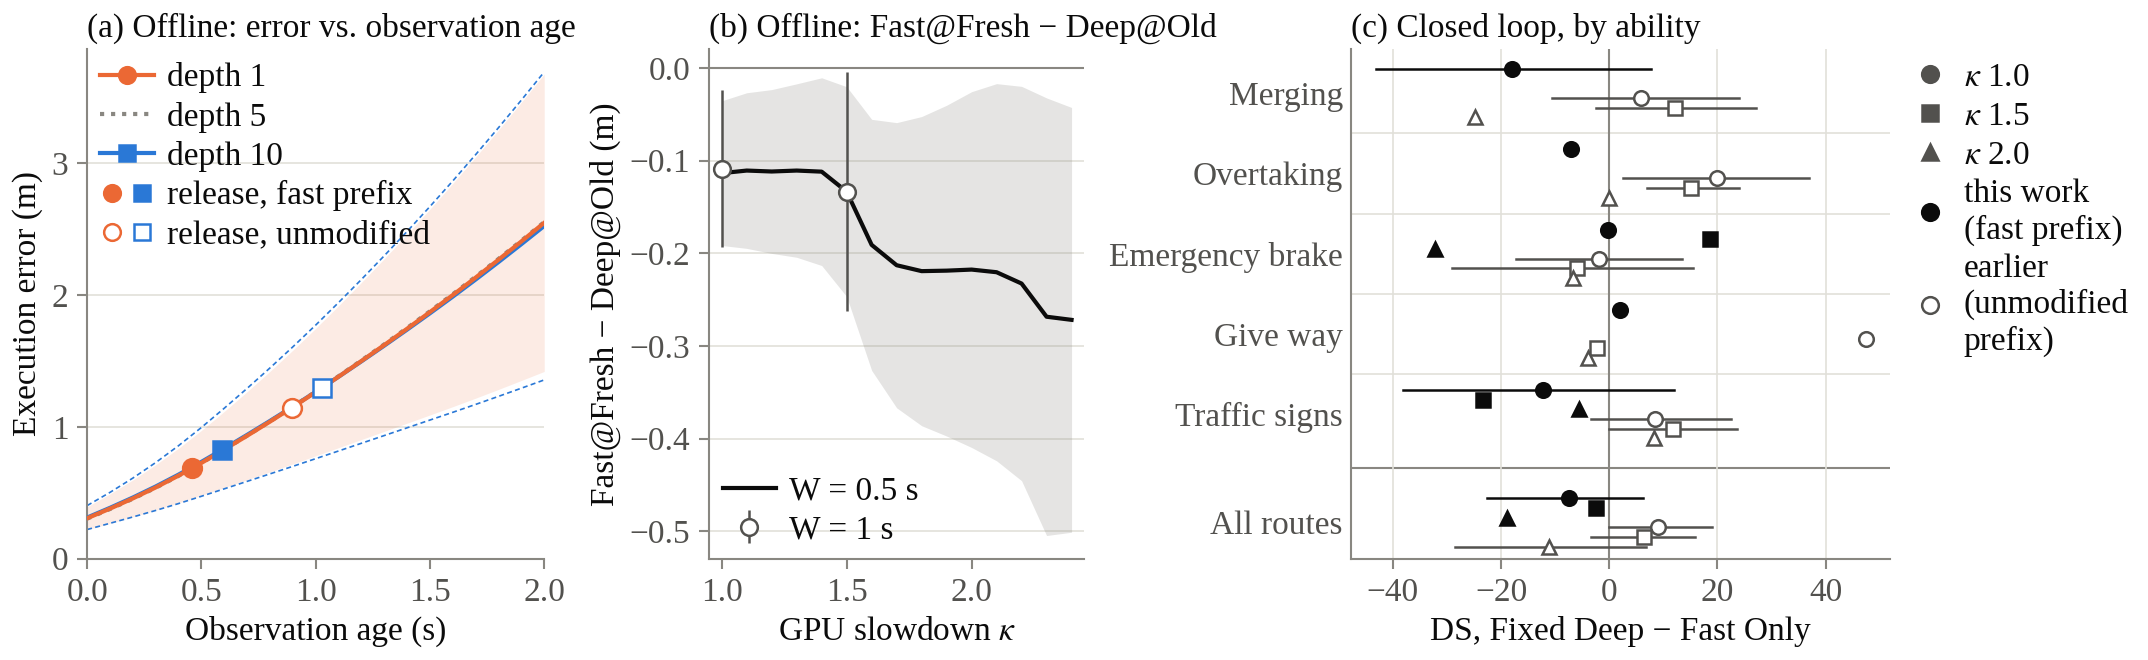 (a) Offline: error vs. observation age
depth 1
depth 5
depth 10
release, fast prefix
release, unmodified
Execution error (m)
3
2
1
0
0.0 0.5 1.0 1.5 2.0
Observation age (s)
(b) Offline: Fast@Fresh − Deep@Old
Fast@Fresh − Deep@Old (m)
0.0
−0.1
−0.2
−0.3
−0.4
−0.5
W = 0.5 s
W = 1 s
1.0 1.5 2.0
GPU slowdown κ
(c) Closed loop, by ability
Merging
Overtaking
Emergency brake
Give way
Traffic signs
All routes
−40 −20 0 20 40
DS, Fixed Deep − Fast Only
κ 1.0
κ 1.5
κ 2.0
this work
(fast prefix)
earlier
(unmodified
prefix)